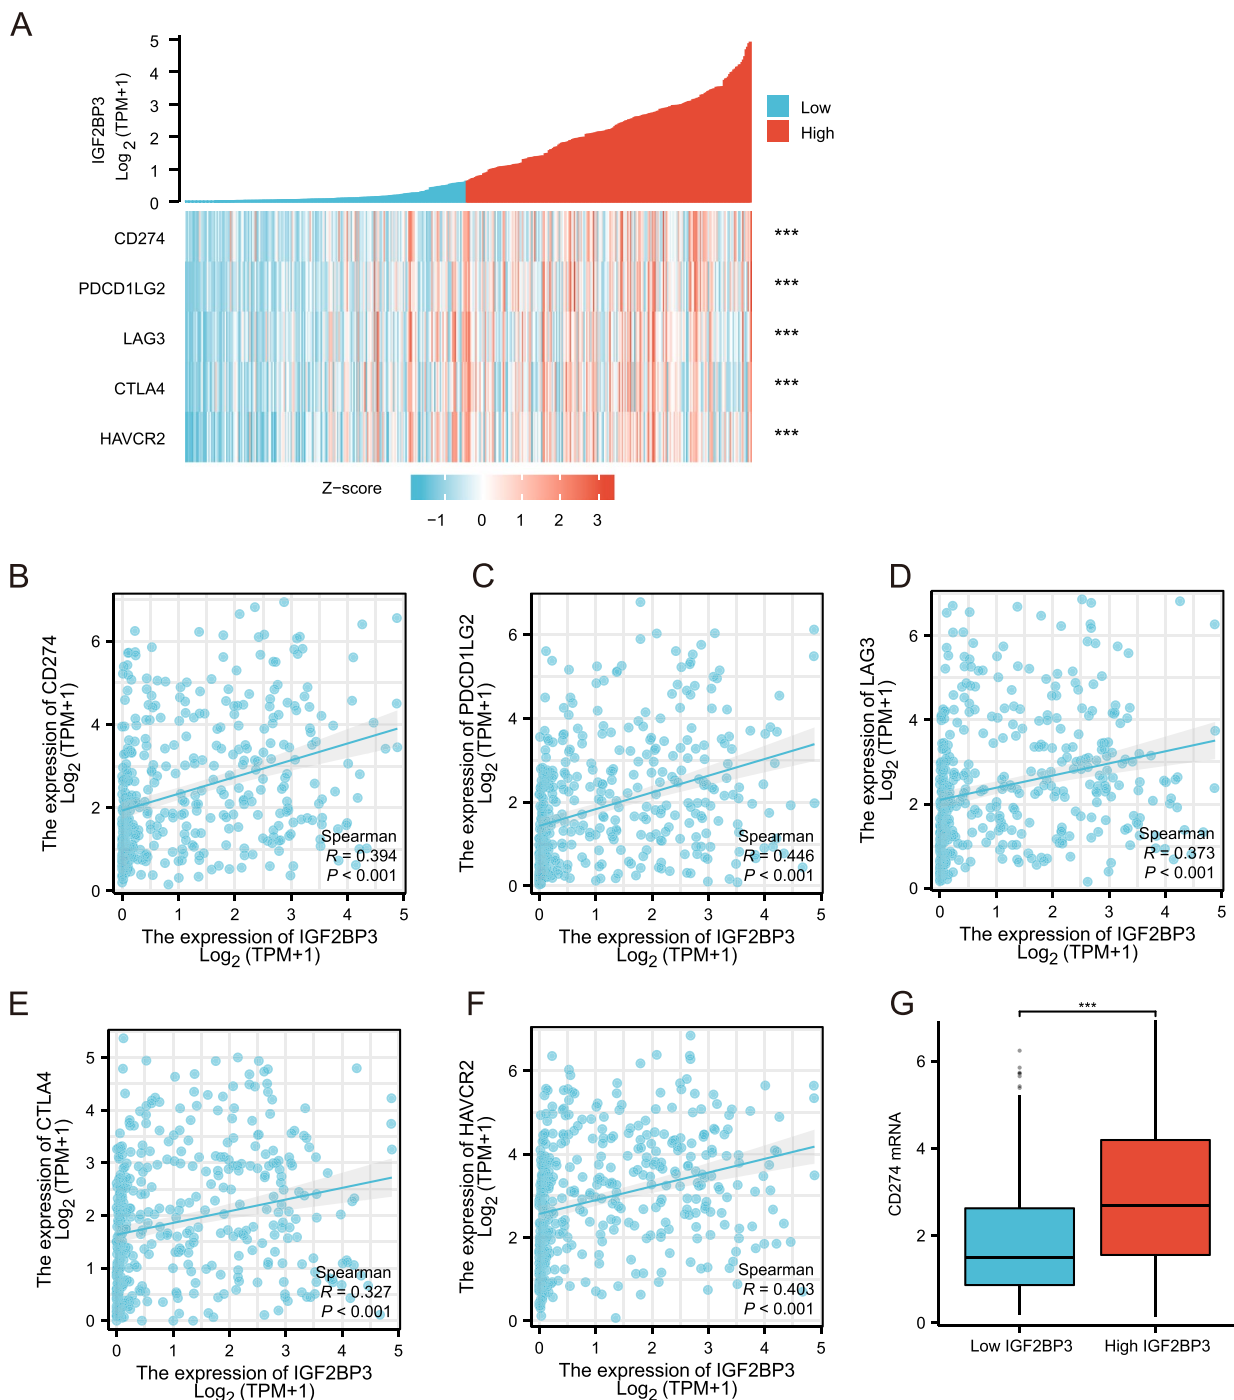 A
IGF2BP3
Log2 (TPM+1)
5
4
3
2
1
0
Low
High
CD274
***
PDCD1LG2
***
LAG3
***
CTLA4
***
HAVCR2
***
Z−score
−1 0 1 2 3
B
The expression of CD274
Log2 (TPM+1)
6
4
2
0
Spearman
R = 0.394
P < 0.001
0 1 2 3 4 5
The expression of IGF2BP3
Log2 (TPM+1)
C
The expression of PDCD1LG2
Log2 (TPM+1)
6
4
2
0
Spearman
R = 0.446
P < 0.001
0 1 2 3 4 5
The expression of IGF2BP3
Log2 (TPM+1)
D
The expression of LAG3
Log2 (TPM+1)
6
4
2
0
Spearman
R = 0.373
P < 0.001
0 1 2 3 4 5
The expression of IGF2BP3
Log2 (TPM+1)
E
The expression of CTLA4
Log2 (TPM+1)
5
4
3
2
1
0
Spearman
R = 0.327
P < 0.001
0 1 2 3 4 5
The expression of IGF2BP3
Log2 (TPM+1)
F
The expression of HAVCR2
Log2 (TPM+1)
6
4
2
0
Spearman
R = 0.403
P < 0.001
0 1 2 3 4 5
The expression of IGF2BP3
Log2 (TPM+1)
G
***
CD274 mRNA
6
4
2
0
Low IGF2BP3 High IGF2BP3